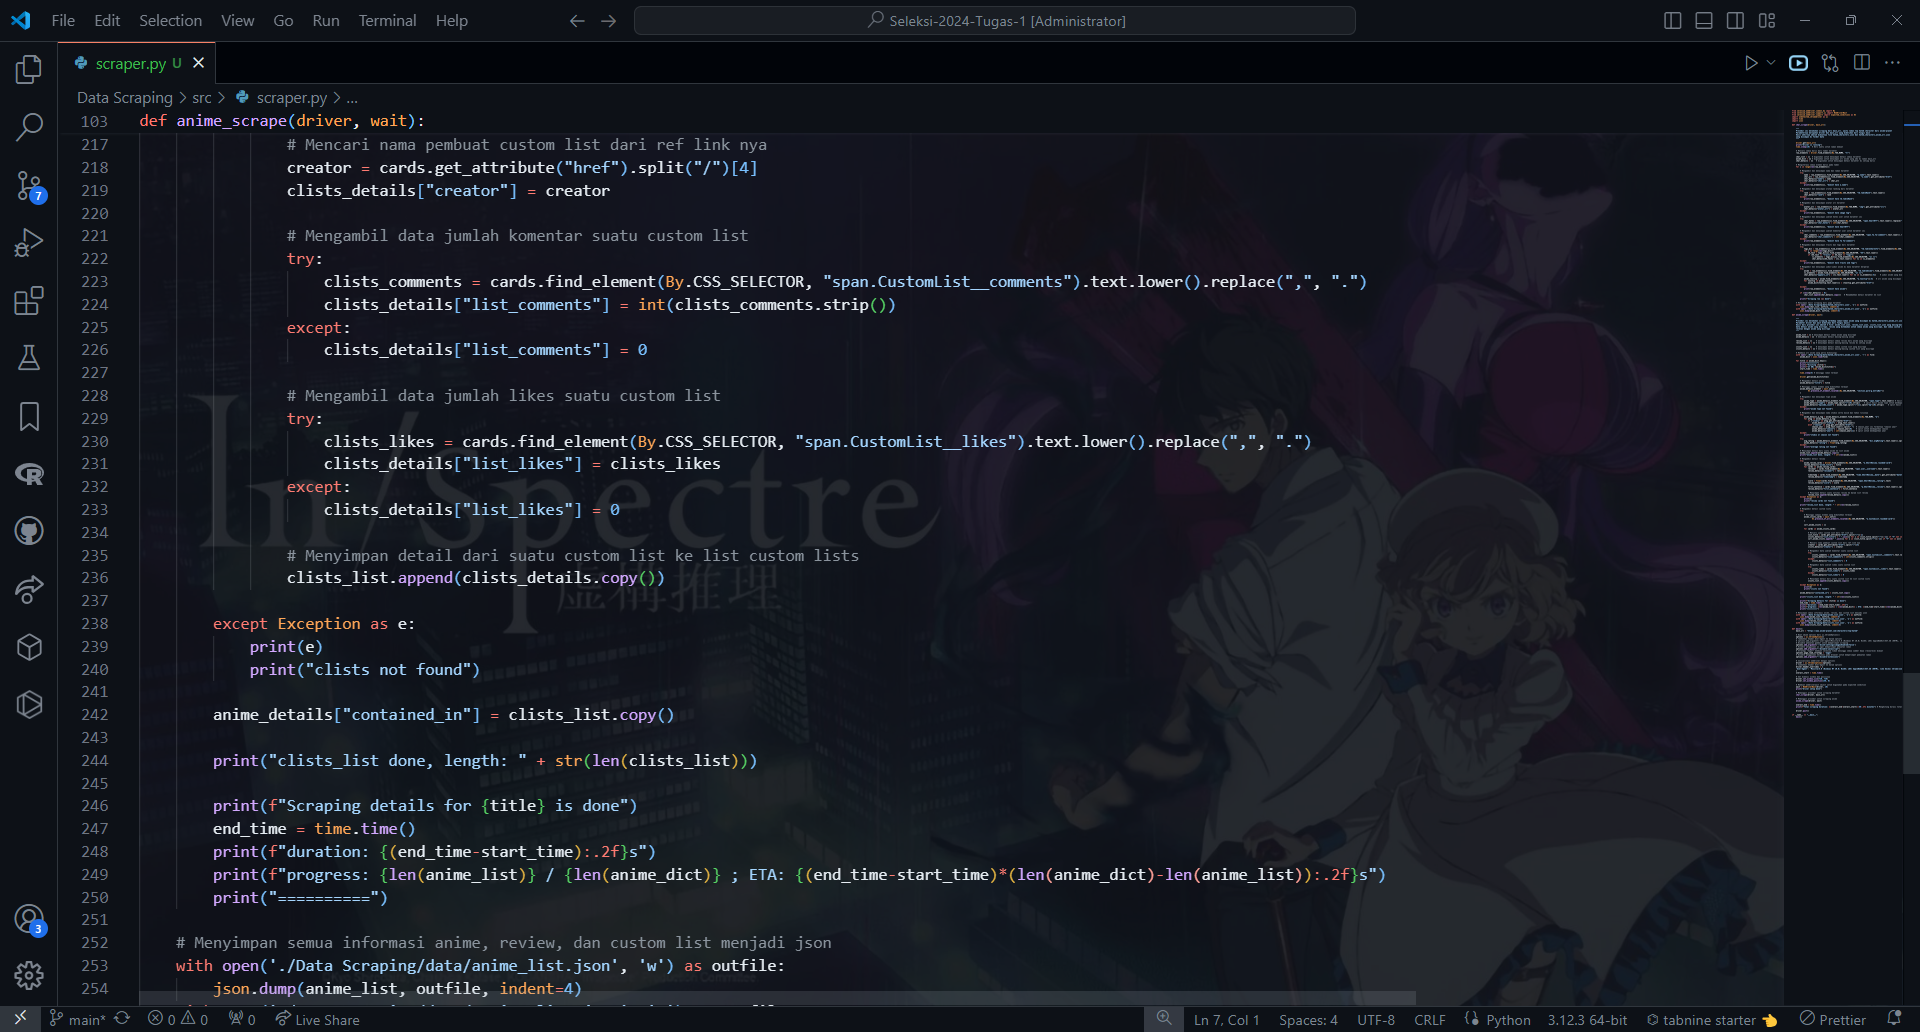 File Edit Selection View Go Run Terminal Help
Seleksi-2024-Tugas-1 [Administrator]
scraper.py U
Data Scraping > src > scraper.py > ...
103 def anime_scrape(driver, wait):
217 # Mencari nama pembuat custom list dari ref link nya
218 creator = cards.get_attribute("href").split("/")[4]
219 clists_details["creator"] = creator
220
221 # Mengambil data jumlah komentar suatu custom list
222 try:
223 clists_comments = cards.find_element(By.CSS_SELECTOR, "span.CustomList__comments").text.lower().replace(",", ".")
224 clists_details["list_comments"] = int(clists_comments.strip())
225 except:
226 clists_details["list_comments"] = 0
227
228 # Mengambil data jumlah likes suatu custom list
229 try:
230 clists_likes = cards.find_element(By.CSS_SELECTOR, "span.CustomList__likes").text.lower().replace(",", ".")
231 clists_details["list_likes"] = clists_likes
232 except:
233 clists_details["list_likes"] = 0
234
235 # Menyimpan detail dari suatu custom list ke list custom lists
236 clists_list.append(clists_details.copy())
237
238 except Exception as e:
239 print(e)
240 print("clists not found")
241
242 anime_details["contained_in"] = clists_list.copy()
243
244 print("clists_list done, length: " + str(len(clists_list)))
245
246 print(f"Scraping details for {title} is done")
247 end_time = time.time()
248 print(f"duration: {(end_time-start_time):.2f}s")
249 print(f"progress: {len(anime_list)} / {len(anime_dict)} ; ETA: {(end_time-start_time)*(len(anime_dict)-len(anime_list)):.2f}s")
250 print("==========")
251
252 # Menyimpan semua informasi anime, review, dan custom list menjadi json
253 with open('./Data Scraping/data/anime_list.json', 'w') as outfile:
254 json.dump(anime_list, outfile, indent=4)
In/Spectre
虚構推理
7
3
main* 0 0 0 Live Share
Ln 7, Col 1 Spaces: 4 UTF-8 CRLF Python 3.12.3 64-bit tabnine starter Prettier